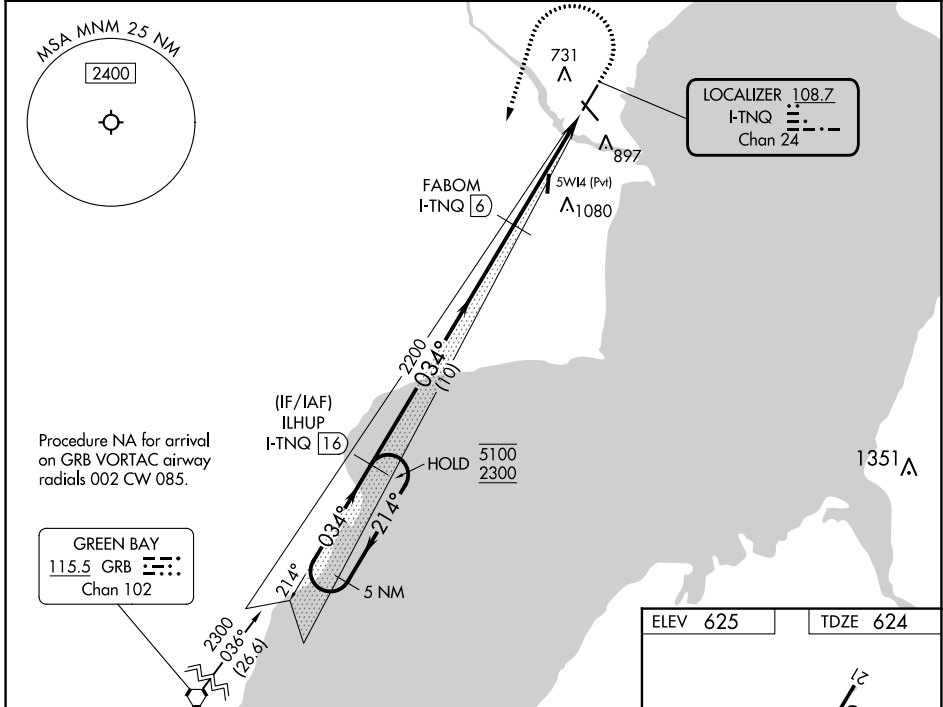 MSA MNM 25 NM
2400
731
LOCALIZER 108.7
I-TNQ
Chan 24
897
5WI4 (Pvt)
1080
FABOM
I-TNQ 6
2200
034°
(10)
(IF/IAF)
ILHUP
I-TNQ 16
HOLD
5100
2300
1351
Procedure NA for arrival
on GRB VORTAC airway
radials 002 CW 085.
034°
214°
214°
5 NM
GREEN BAY
115.5 GRB
Chan 102
2300
036°
(26.6)
ELEV 625
TDZE 624
21